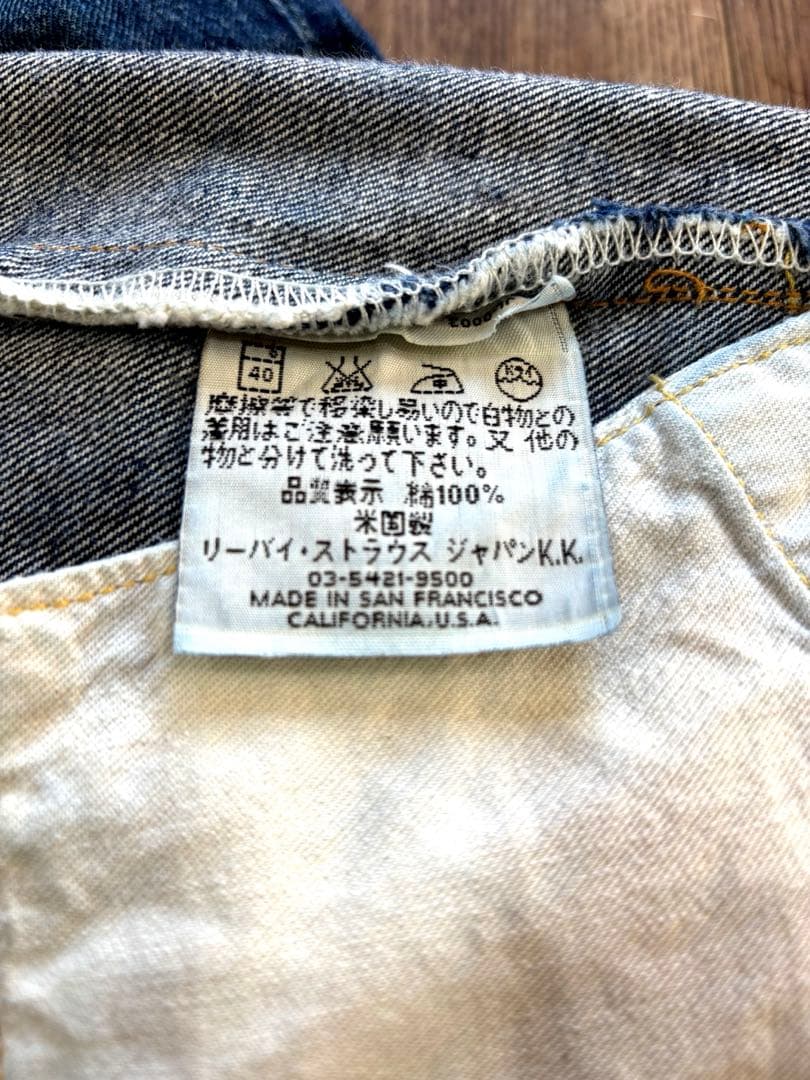 40 ドライ
摩擦等で移染し易いので白物との
着用はご注意願います。又 他の
物と分けて洗って下さい。
品質表示 綿100%
米国製
リーバイ・ストラウス ジャパンK.K.
03-5421-9500
MADE IN SAN FRANCISCO
CALIFORNIA.U.S.A.